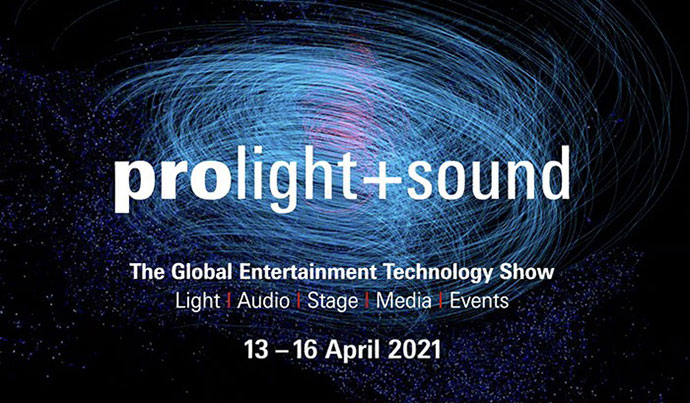 prolight+sound
The Global Entertainment Technology Show
Light | Audio | Stage | Media | Events
13 – 16 April 2021